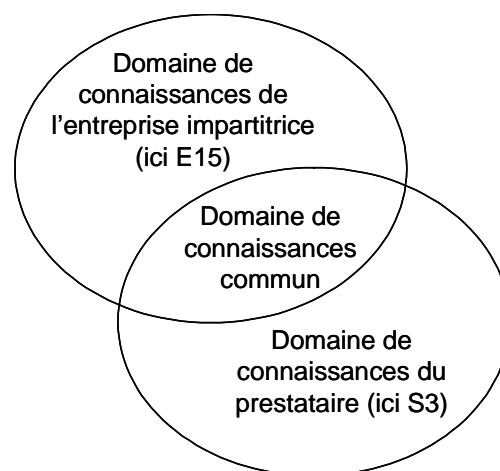 Domaine de
connaissances de
l'entreprise impartitrice
(ici E15)
Domaine de
connaissances
commun
Domaine de
connaissances du
prestataire (ici S3)